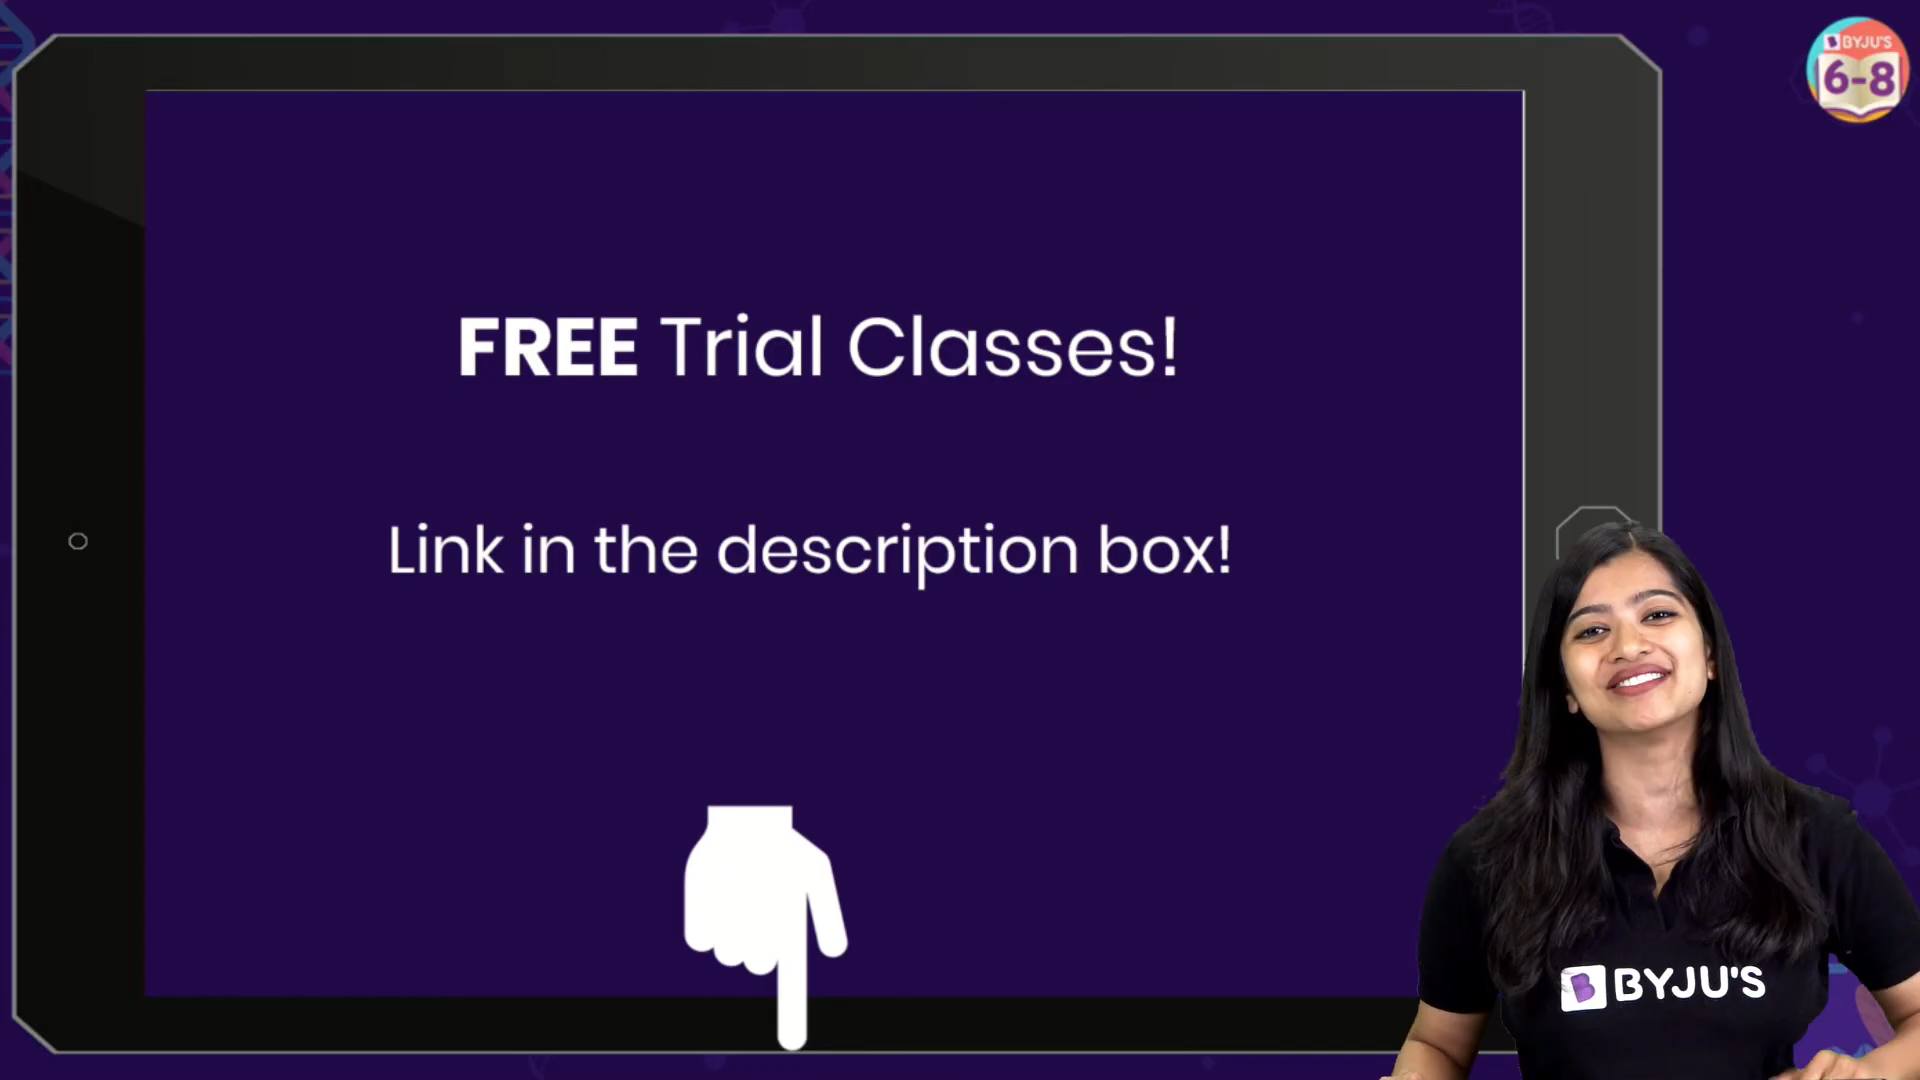 BYJU'S
6-8
FREE Trial Classes!
Link in the description box!
BYJU'S